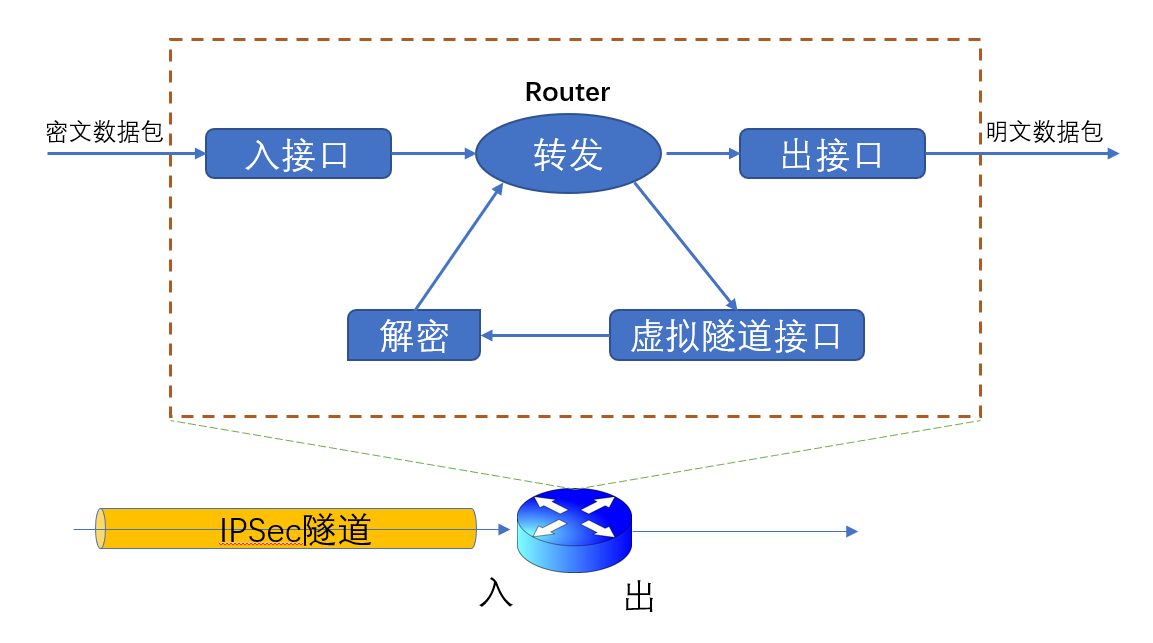 Router
密文数据包
明文数据包
入接口
转发
出接口
解密
虚拟隧道接口
IPSec隧道
入
出